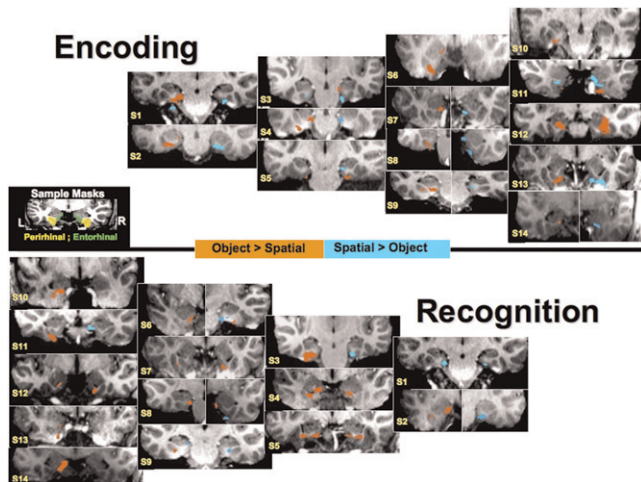 Encoding
S1
S2
S3
S4
S5
S6
S7
S8
S9
S10
S11
S12
S13
S14
Sample Masks
L R
Perirhinal ; Entorhinal
Object > Spatial Spatial > Object
Recognition
S10
S11
S12
S13
S14
S6
S7
S8
S9
S3
S4
S5
S1
S2